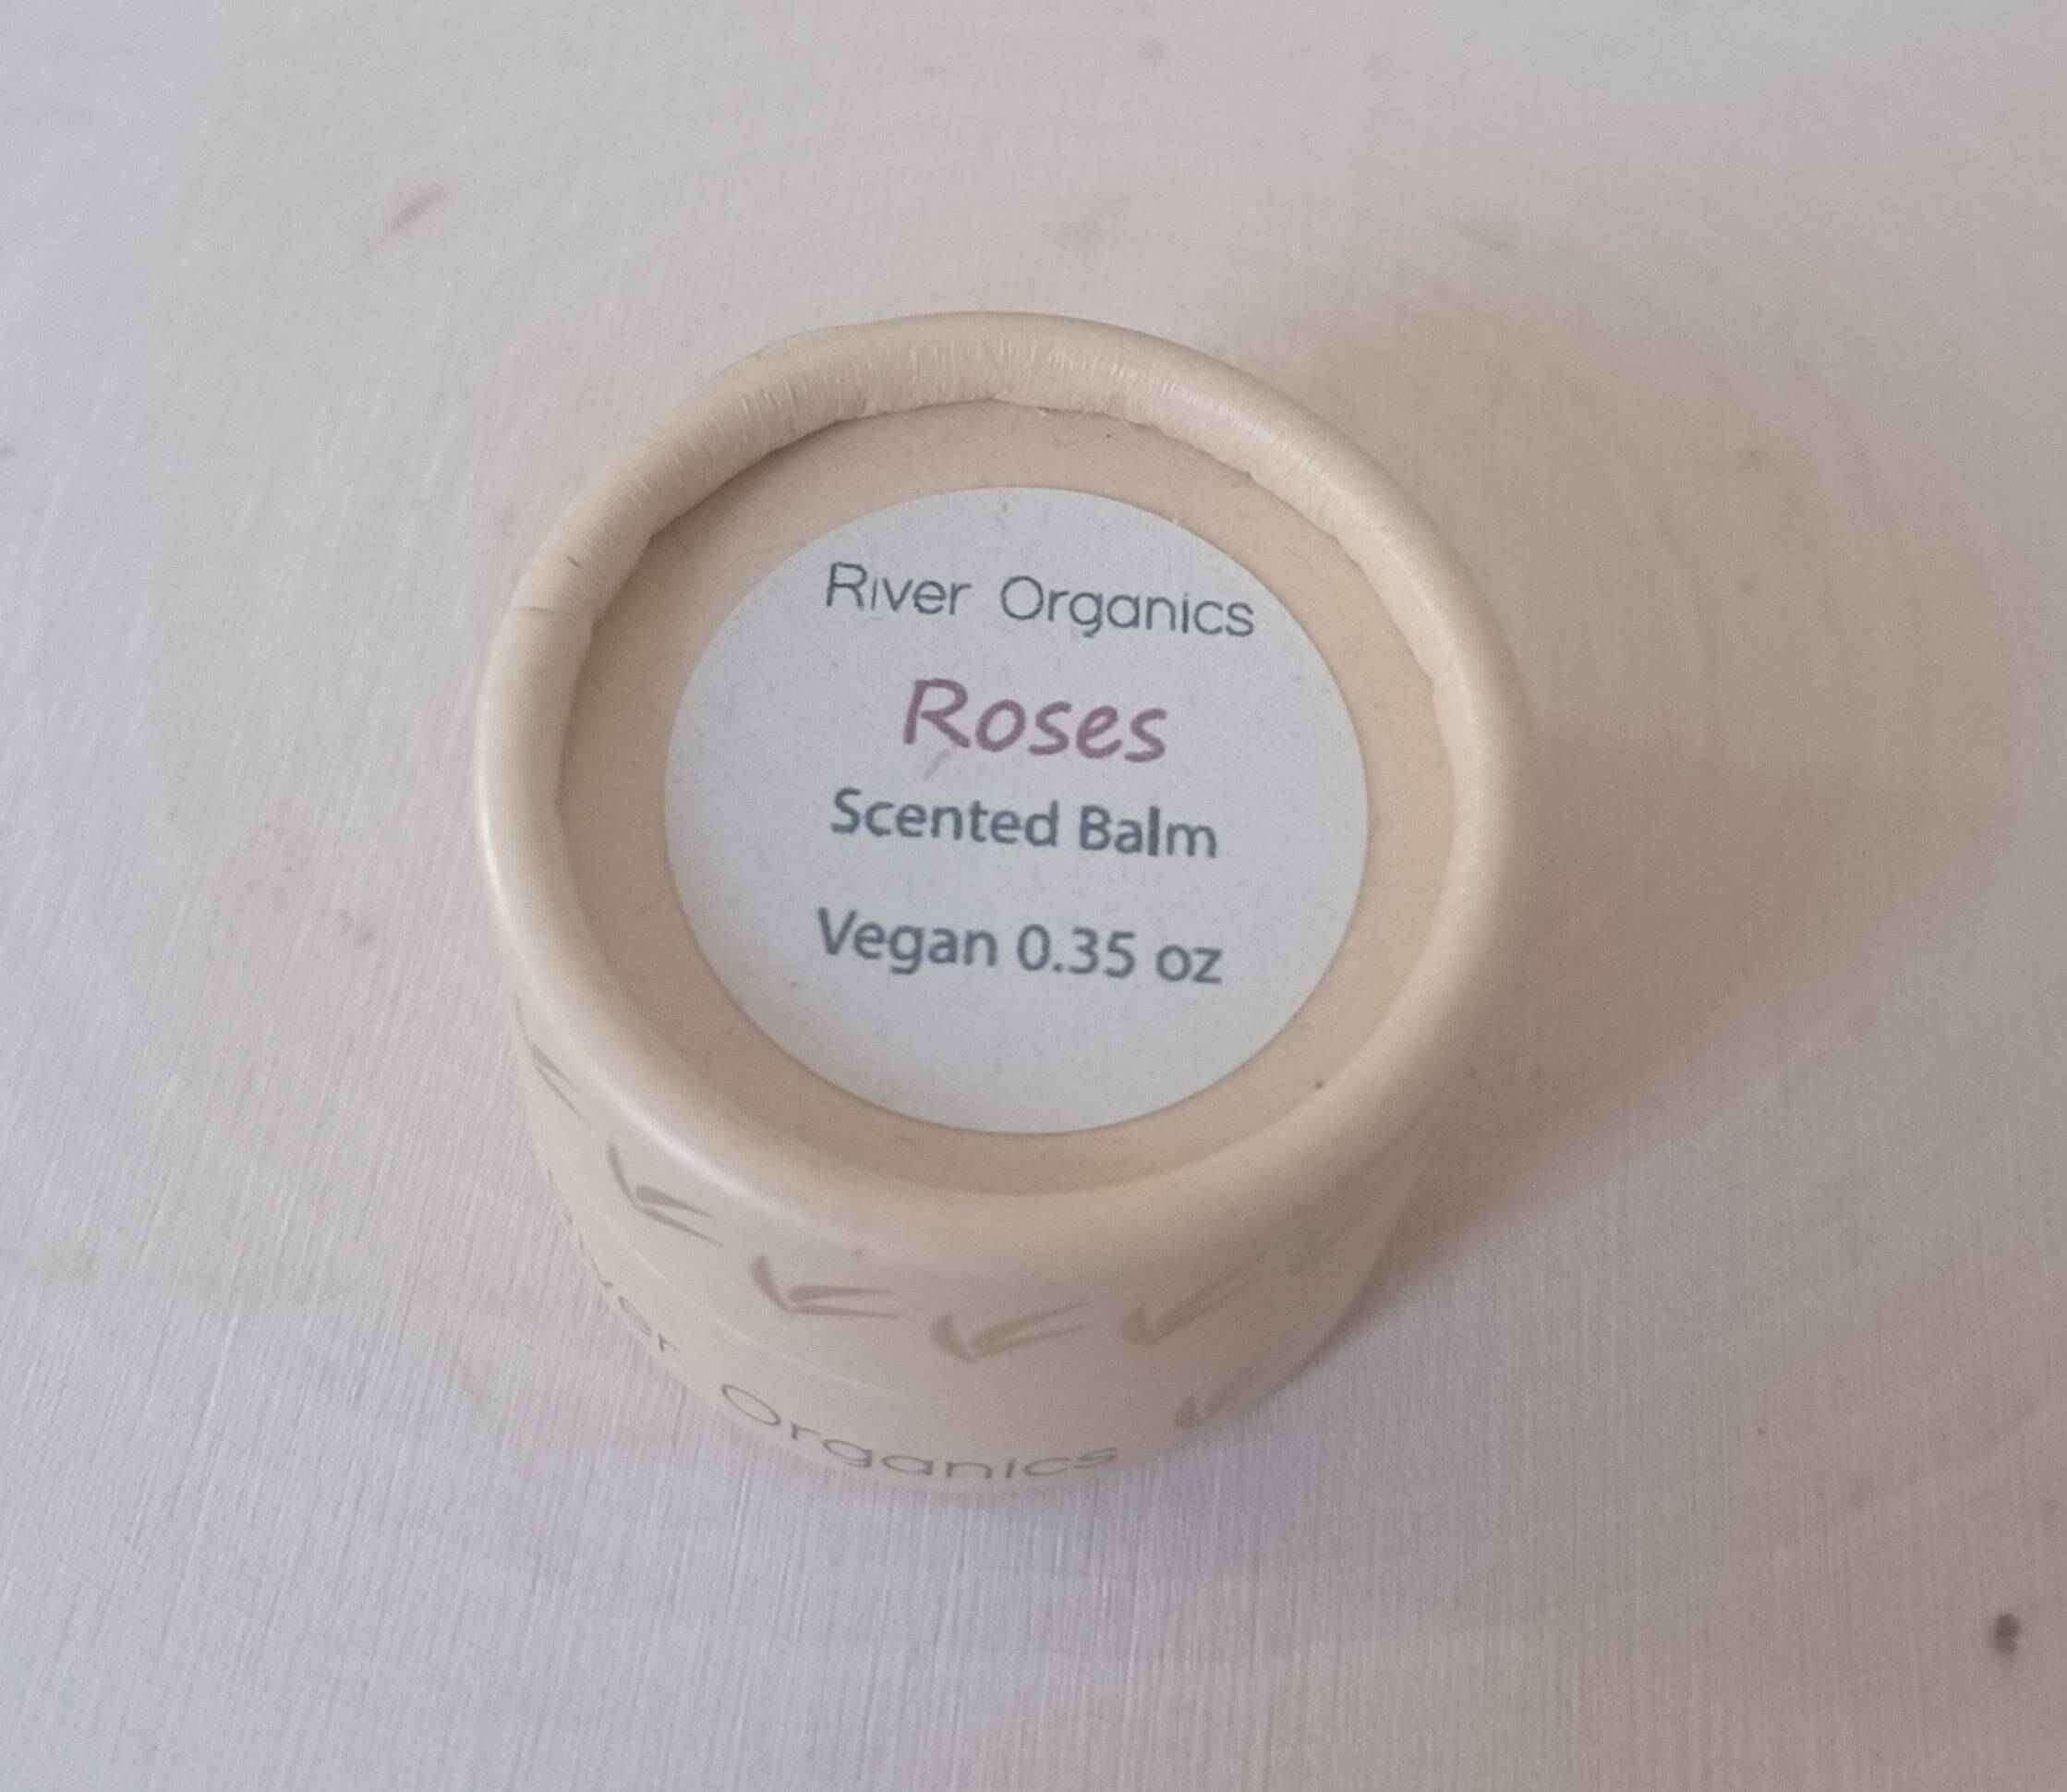 River Organics
Roses
Scented Balm
Vegan 0.35 oz
Organics